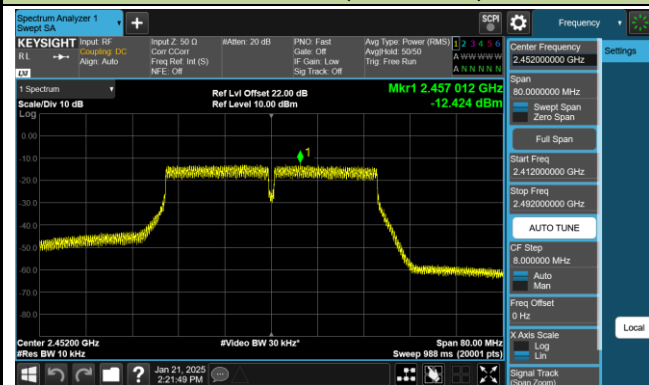 Spectrum Analyzer 1
Swept SA
SCPI
Frequency
KEYSIGHT
RL
LXI
Input: RF
Coupling: DC
Align: Auto
Input Z: 50 Ω
Corr CCorr
Freq Ref: Int (S)
NFE: Off
#Atten: 20 dB
PNO: Fast
Gate: Off
IF Gain: Low
Sig Track: Off
Avg Type: Power (RMS)
Avg|Hold: 50/50
Trig: Free Run
1 2 3 4 5 6
A W W W W W
A N N N N N
1 Spectrum
Scale/Div 10 dB
Log
Ref Lvl Offset 22.00 dB
Ref Level 10.00 dBm
Mkr1 2.457 012 GHz
-12.424 dBm
1
0.00
-10.0
-20.0
-30.0
-40.0
-50.0
-60.0
-70.0
-80.0
Center 2.45200 GHz
#Res BW 10 kHz
#Video BW 30 kHz*
Span 80.00 MHz
Sweep 988 ms (20001 pts)
Center Frequency
2.452000000 GHz
Span
80.0000000 MHz
Swept Span
Zero Span
Full Span
Start Freq
2.412000000 GHz
Stop Freq
2.492000000 GHz
AUTO TUNE
CF Step
8.000000 MHz
Auto
Man
Freq Offset
0 Hz
X Axis Scale
Log
Lin
Signal Track
(Span Zoom)
Settings
Local
Jan 21, 2025
2:21:49 PM